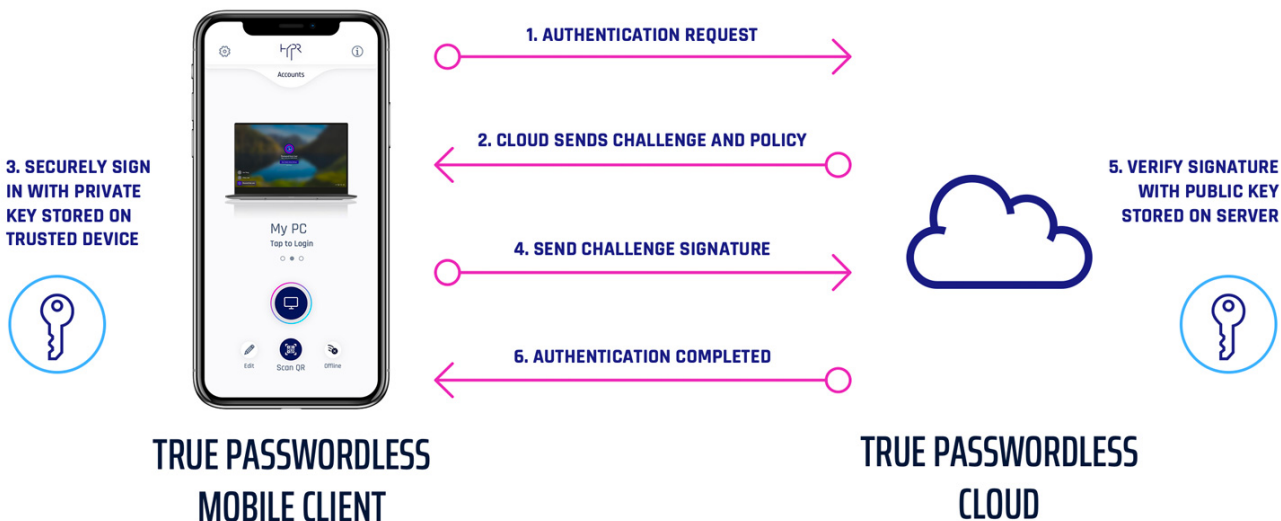 1. AUTHENTICATION REQUEST
HYPR
Accounts
2. CLOUD SENDS CHALLENGE AND POLICY
3. SECURELY SIGN
IN WITH PRIVATE
KEY STORED ON
TRUSTED DEVICE
5. VERIFY SIGNATURE
WITH PUBLIC KEY
STORED ON SERVER
My PC
Tap to Login
4. SEND CHALLENGE SIGNATURE
6. AUTHENTICATION COMPLETED
Edit
Scan QR
Offline
TRUE PASSWORDLESS
MOBILE CLIENT
TRUE PASSWORDLESS
CLOUD